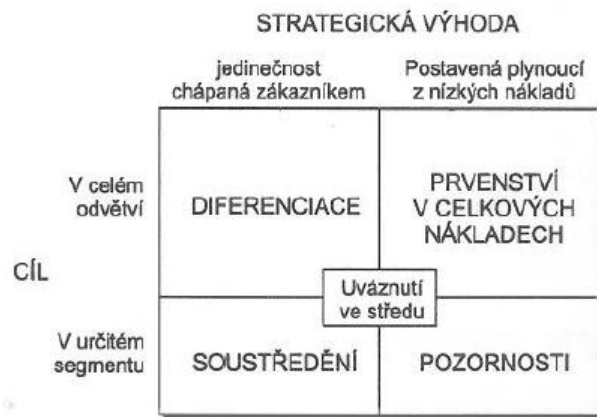 STRATEGICKÁ VÝHODA
jedinečnost
chápaná zákazníkem
Postavená plynoucí
z nízkých nákladů
V celém
odvětví
DIFERENCIACE
PRVENSTVÍ
V CELKOVÝCH
NÁKLADECH
CÍL
Uváznutí
ve středu
V určitém
segmentu
SOUSTŘEDĚNÍ
POZORNOSTI